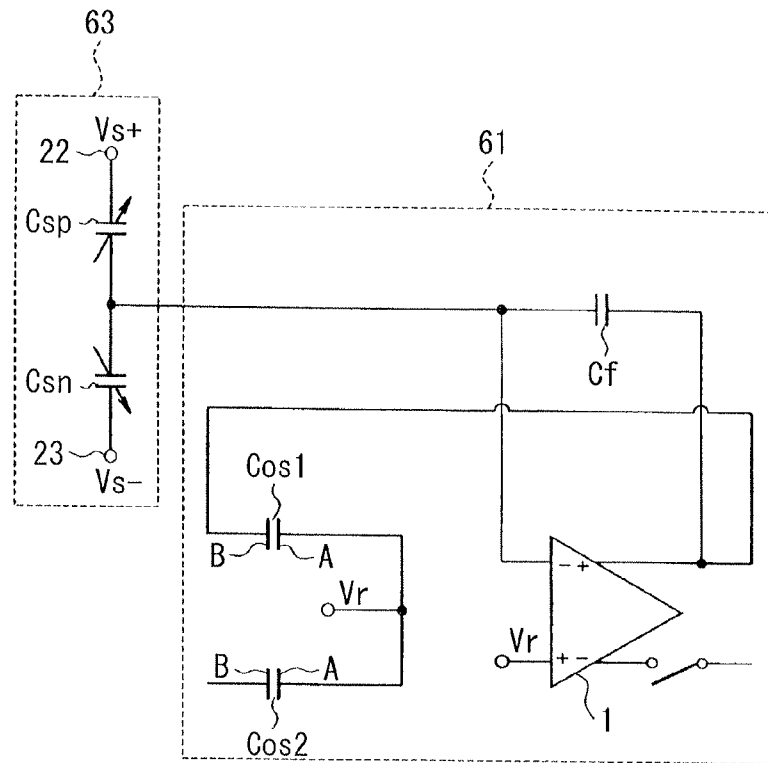 63
Vs+
22
61
Csp
Cf
Csn
23
Vs-
Cos1
B A
Vr
- +
Vr
+ -
B A
1
Cos2